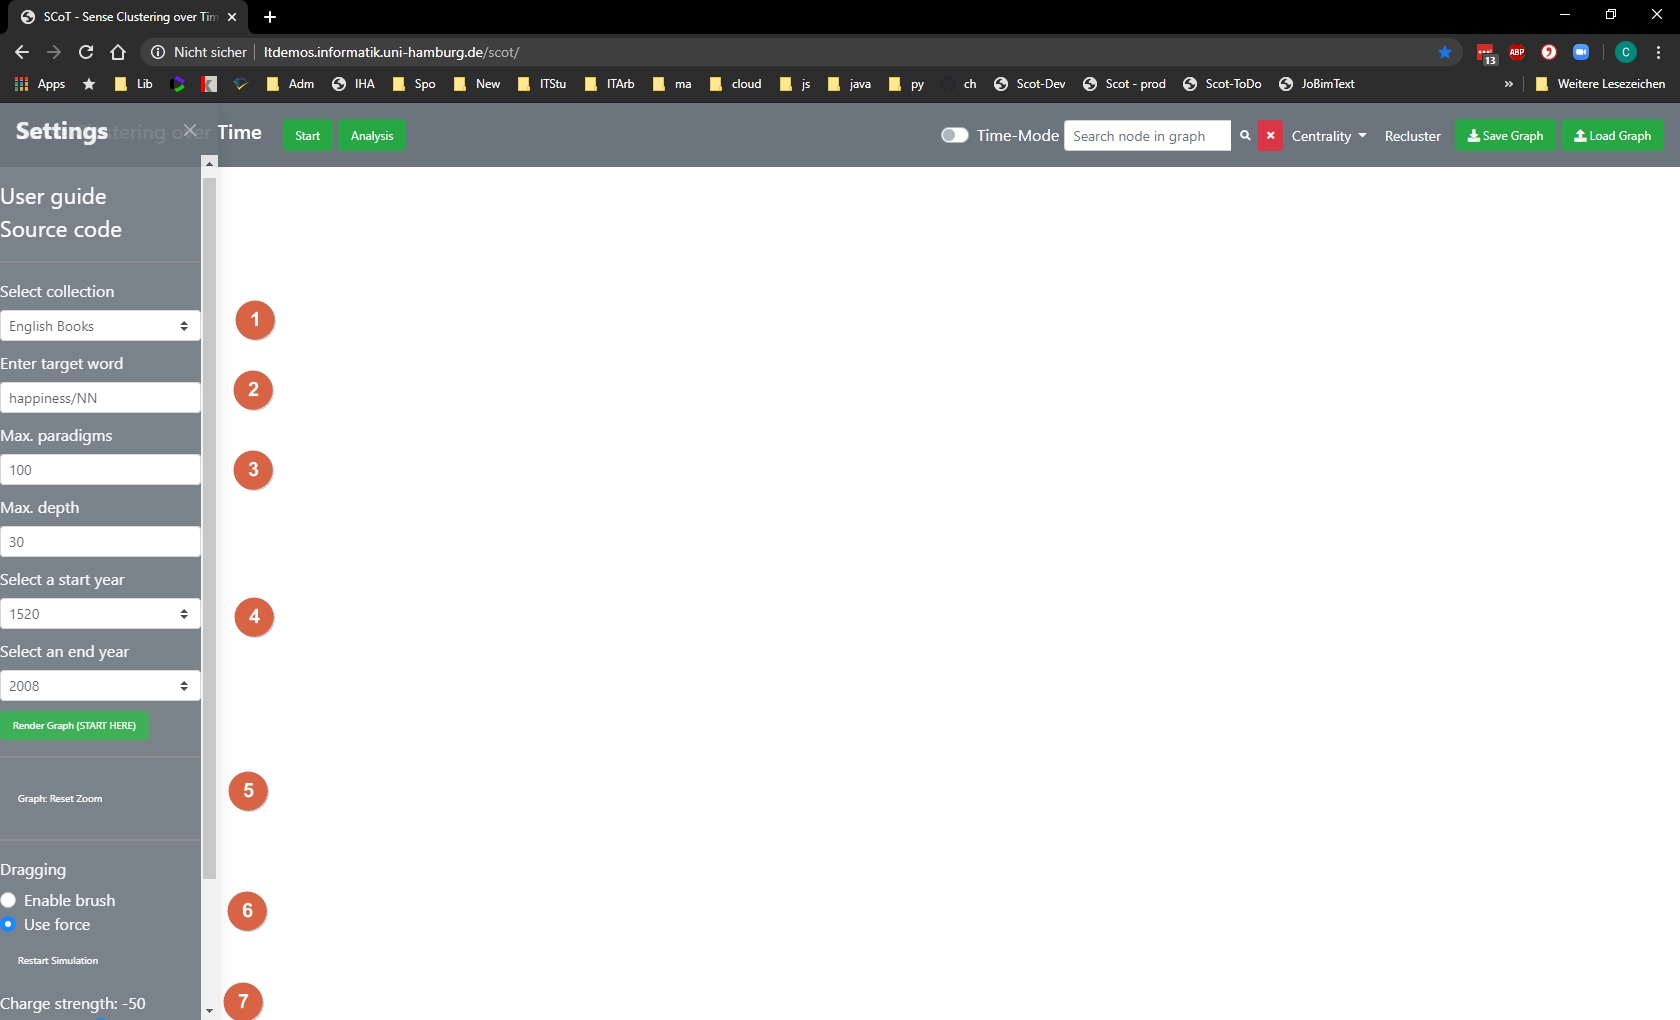 SCoT - Sense Clustering over Tim
Nicht sicher
ltdemos.informatik.uni-hamburg.de/scot/
13
ABP
C
Apps
Lib
Adm
IHA
Spo
New
ITStu
ITArb
ma
cloud
js
java
py
ch
Scot-Dev
Scot - prod
Scot-ToDo
JoBimText
»
Weitere Lesezeichen
Settings
Clustering over Time
Start
Analysis
Time-Mode
Search node in graph
Centrality
Recluster
Save Graph
Load Graph
User guide
Source code
Select collection
English Books
1
Enter target word
happiness/NN
2
Max. paradigms
100
3
Max. depth
30
Select a start year
1520
4
Select an end year
2008
Render Graph (START HERE)
Graph: Reset Zoom
5
Dragging
Enable brush
6
Use force
Restart Simulation
Charge strength: -50
7